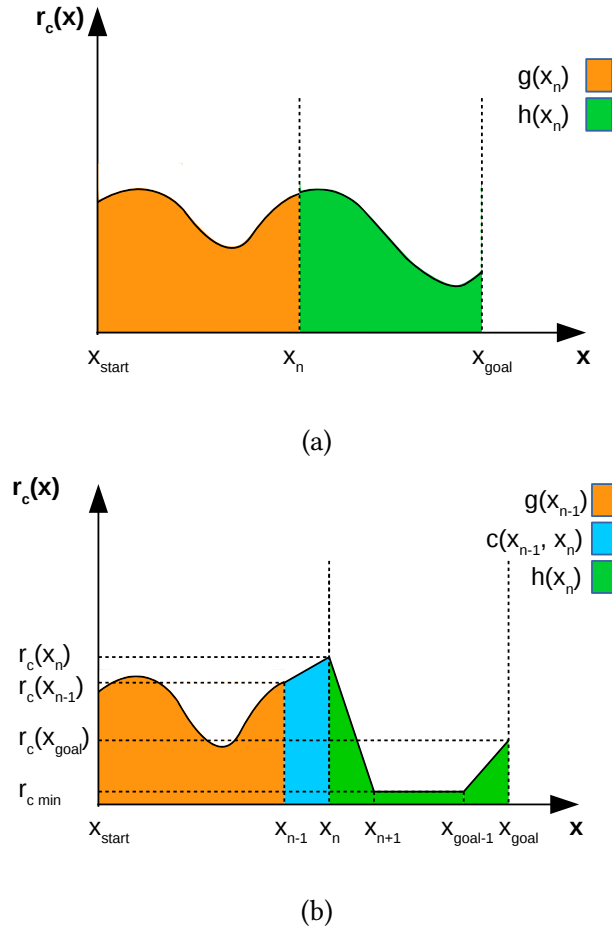 r_c(x)
g(x_n)
h(x_n)
x_start x_n x_goal x
(a)
r_c(x)
g(x_n-1)
c(x_n-1, x_n)
h(x_n)
r_c(x_n)
r_c(x_n-1)
r_c(x_goal)
r_c min
x_start x_n-1 x_n x_n+1 x_goal-1 x_goal x
(b)